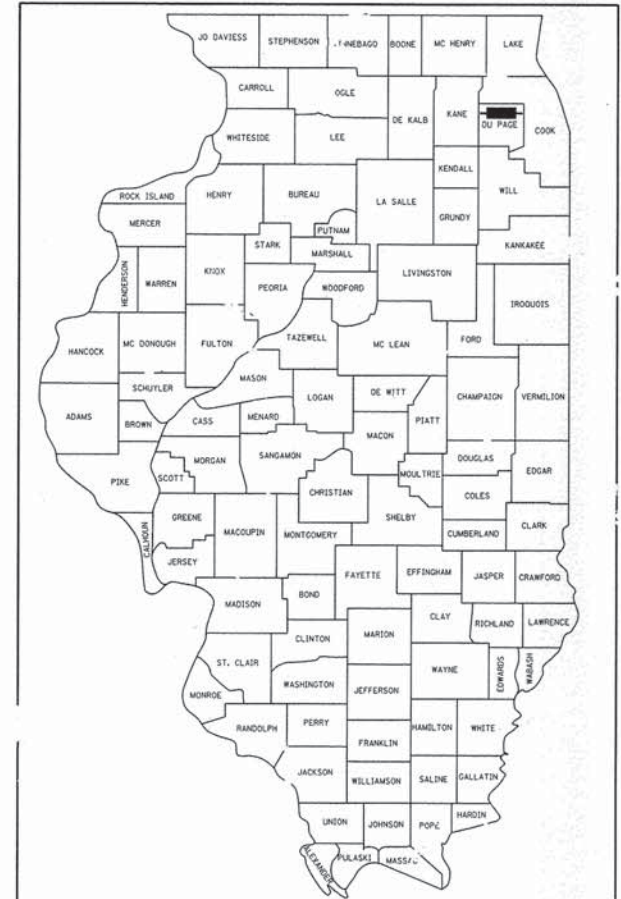 JO DAVIESS
STEPHENSON
NNEBAGO
BOONE
MC HENRY
LAKE
CARROLL
OGLE
DE KALB
KANE
DU PAGE
COOK
WHITESIDE
LEE
KENDALL
WILL
ROCK ISLAND
HENRY
BUREAU
LA SALLE
GRUNDY
MERCER
PUTNAM
KANKAKEE
HENDERSON
WARREN
KNOX
STARK
MARSHALL
LIVINGSTON
PEORIA
WOODFORD
IROQUOIS
HANCOCK
MC DONOUGH
FULTON
TAZEWELL
MC LEAN
FORD
SCHUYLER
MASON
LOGAN
DE WITT
CHAMPAIGN
VERMILION
ADAMS
BROWN
CASS
MENARD
PIATT
MACON
PIKE
SCOTT
MORGAN
SANGAMON
MOULTRIE
DOUGLAS
EDGAR
CHRISTIAN
COLES
GREENE
MACOUPIN
MONTGOMERY
SHELBY
CUMBERLAND
CLARK
CALHOUN
JERSEY
FAYETTE
EFFINGHAM
JASPER
CRAWFORD
MADISON
BOND
CLAY
RICHLAND
LAWRENCE
CLINTON
MARION
ST. CLAIR
WAYNE
EDWARDS
WABASH
WASHINGTON
JEFFERSON
MONROE
RANDOLPH
PERRY
HAMILTON
WHITE
FRANKLIN
JACKSON
WILLIAMSON
SALINE
GALLATIN
UNION
JOHNSON
POPE
HARDIN
ALEXANDER
PULASKI
MASSAC